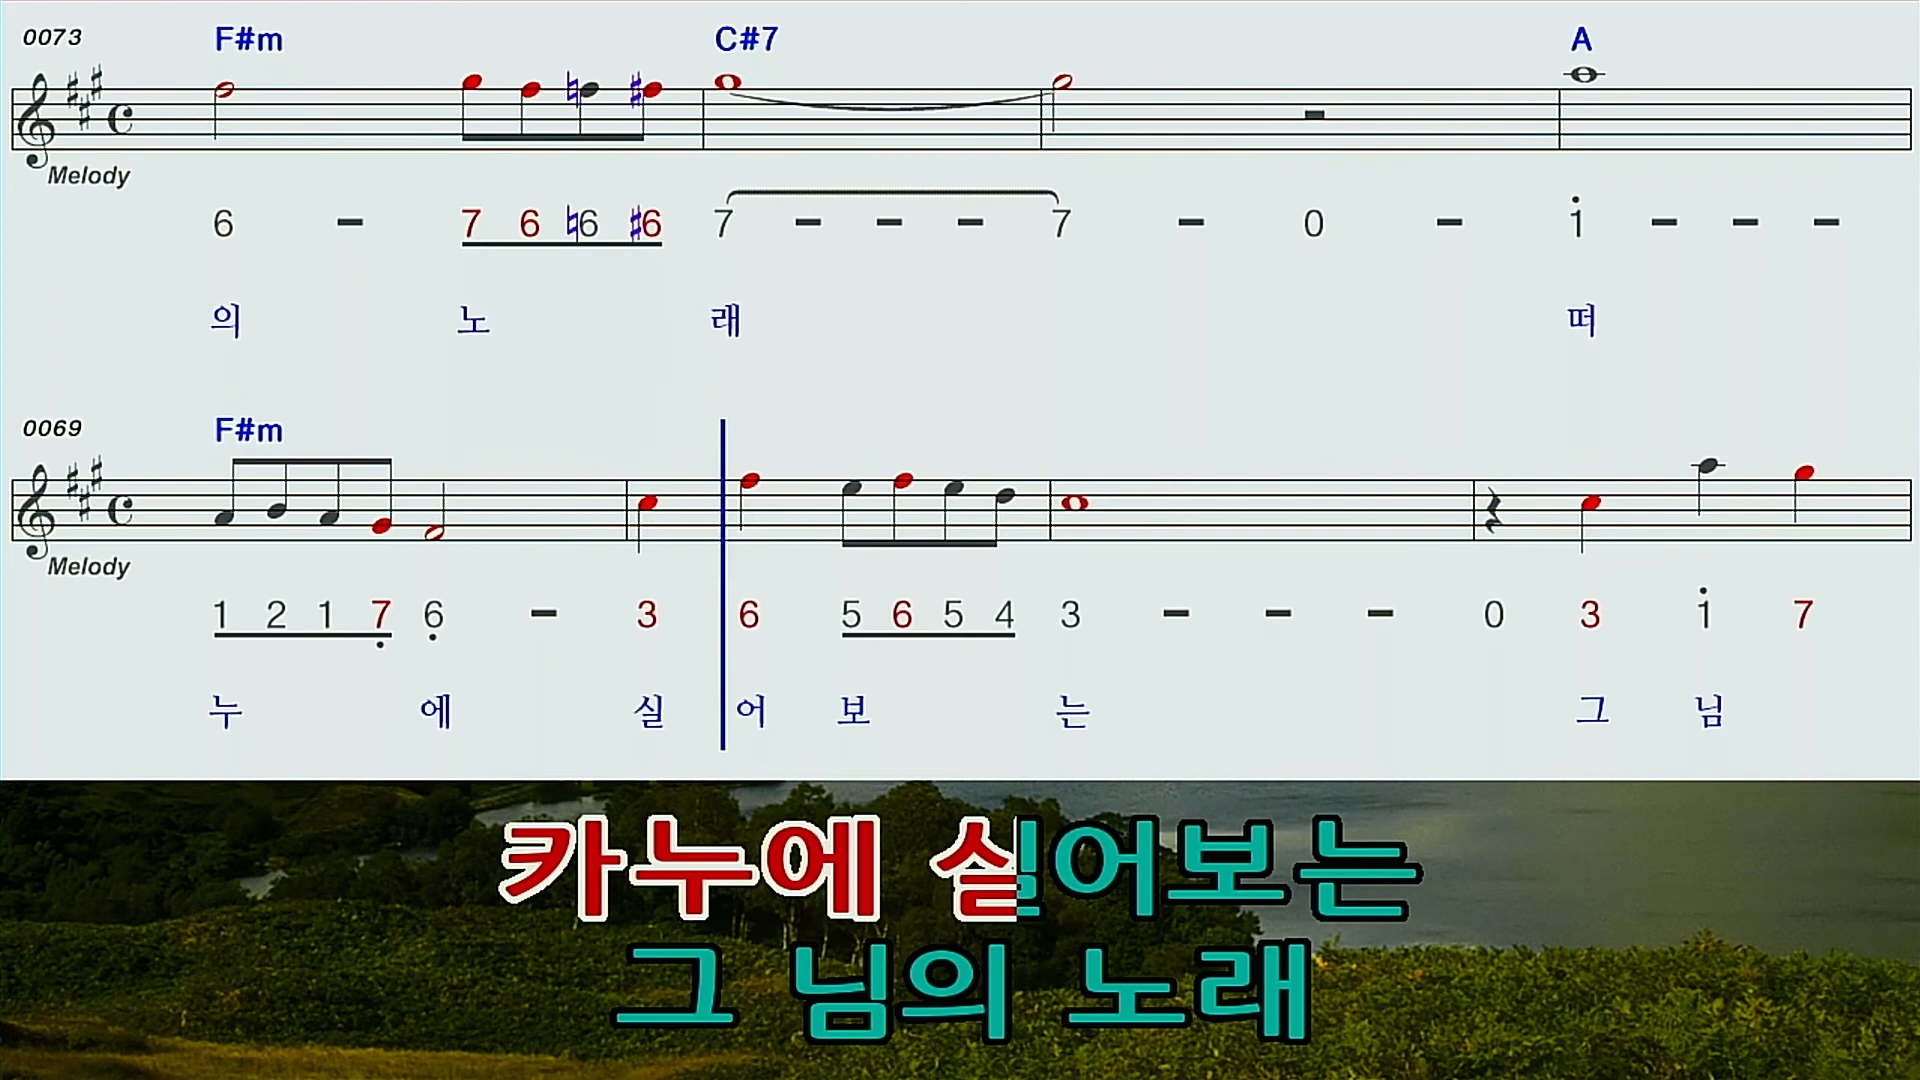 0073 F#m C#7 A
Melody
6 - 7 6 ♮6 #6 7 - - - 7 - 0 - 1 - - -
의 노 래 떠
0069 F#m
Melody
1 2 1 7 6 - 3 6 5 6 5 4 3 - - - 0 3 1 7
누 에 실 어 보 는 그 님
카누에 실어보는
그 님의 노래